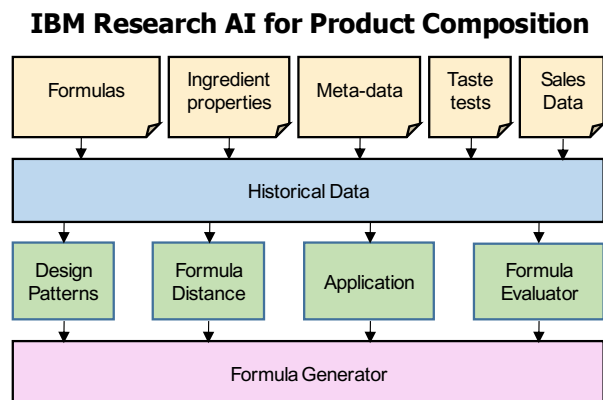 IBM Research AI for Product Composition
Formulas
Ingredient
properties
Meta-data
Taste
tests
Sales
Data
Historical Data
Design
Patterns
Formula
Distance
Application
Formula
Evaluator
Formula Generator